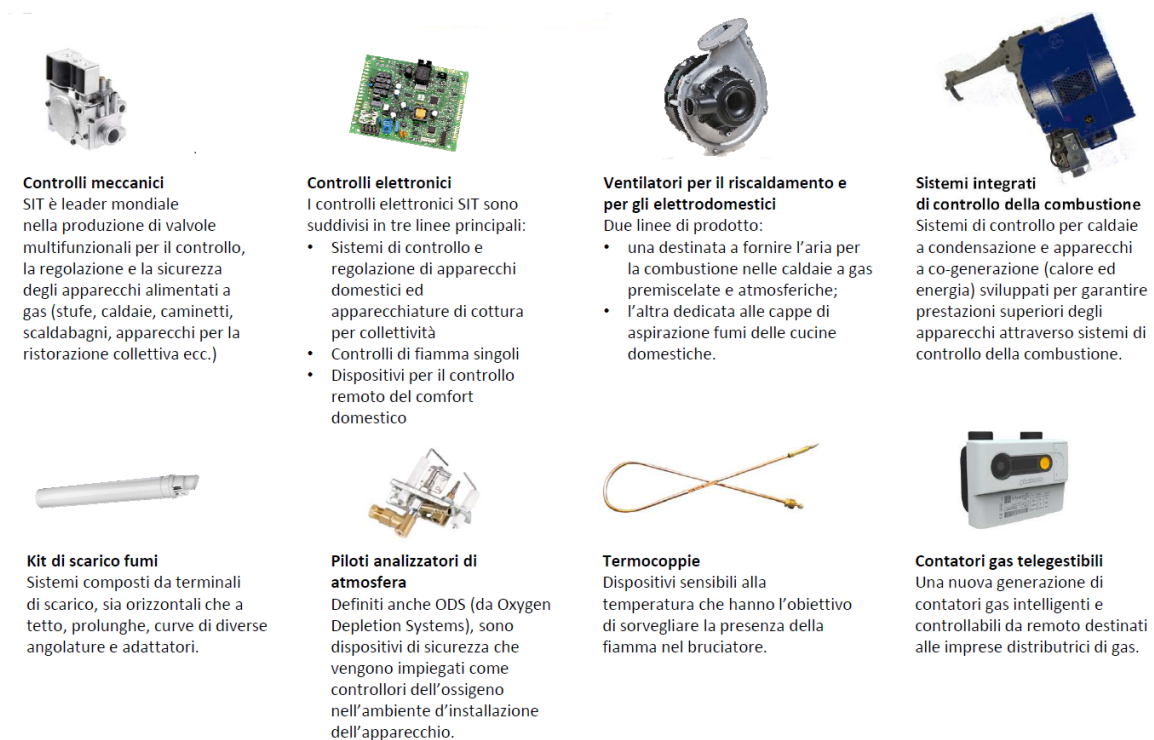 Controlli meccanici
SIT è leader mondiale
nella produzione di valvole
multifunzionali per il controllo,
la regolazione e la sicurezza
degli apparecchi alimentati a
gas (stufe, caldaie, caminetti,
scaldabagni, apparecchi per la
ristorazione collettiva ecc.)
Controlli elettronici
I controlli elettronici SIT sono
suddivisi in tre linee principali:
• Sistemi di controllo e
regolazione di apparecchi
domestici ed
apparecchiature di cottura
per collettività
• Controlli di fiamma singoli
• Dispositivi per il controllo
remoto del comfort
domestico
Ventilatori per il riscaldamento e
per gli elettrodomestici
Due linee di prodotto:
• una destinata a fornire l’aria per
la combustione nelle caldaie a gas
premiscelate e atmosferiche;
• l’altra dedicata alle cappe di
aspirazione fumi delle cucine
domestiche.
Sistemi integrati
di controllo della combustione
Sistemi di controllo per caldaie
a condensazione e apparecchi
a co-generazione (calore ed
energia) sviluppati per garantire
prestazioni superiori degli
apparecchi attraverso sistemi di
controllo della combustione.
Kit di scarico fumi
Sistemi composti da terminali
di scarico, sia orizzontali che a
tetto, prolunghe, curve di diverse
angolature e adattatori.
Piloti analizzatori di
atmosfera
Definiti anche ODS (da Oxygen
Depletion Systems), sono
dispositivi di sicurezza che
vengono impiegati come
controllori dell’ossigeno
nell’ambiente d’installazione
dell’apparecchio.
Termocoppie
Dispositivi sensibili alla
temperatura che hanno l’obiettivo
di sorvegliare la presenza della
fiamma nel bruciatore.
Contatori gas telegestibili
Una nuova generazione di
contatori gas intelligenti e
controllabili da remoto destinati
alle imprese distributrici di gas.